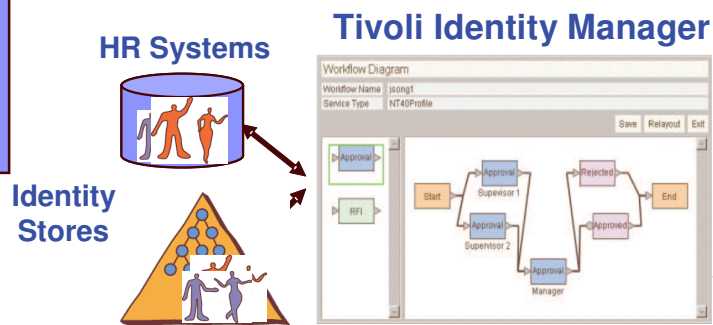 Tivoli Identity Manager
HR Systems
Identity
Stores
Workflow Diagram
Workflow Name jsong1
Service Type NT40Profile
Save Relayout Exit
Approval
RFI
Start
Approval
Supevisor 1
Approval
Supervisor 2
Approval
Manager
Rejected
Approved
End